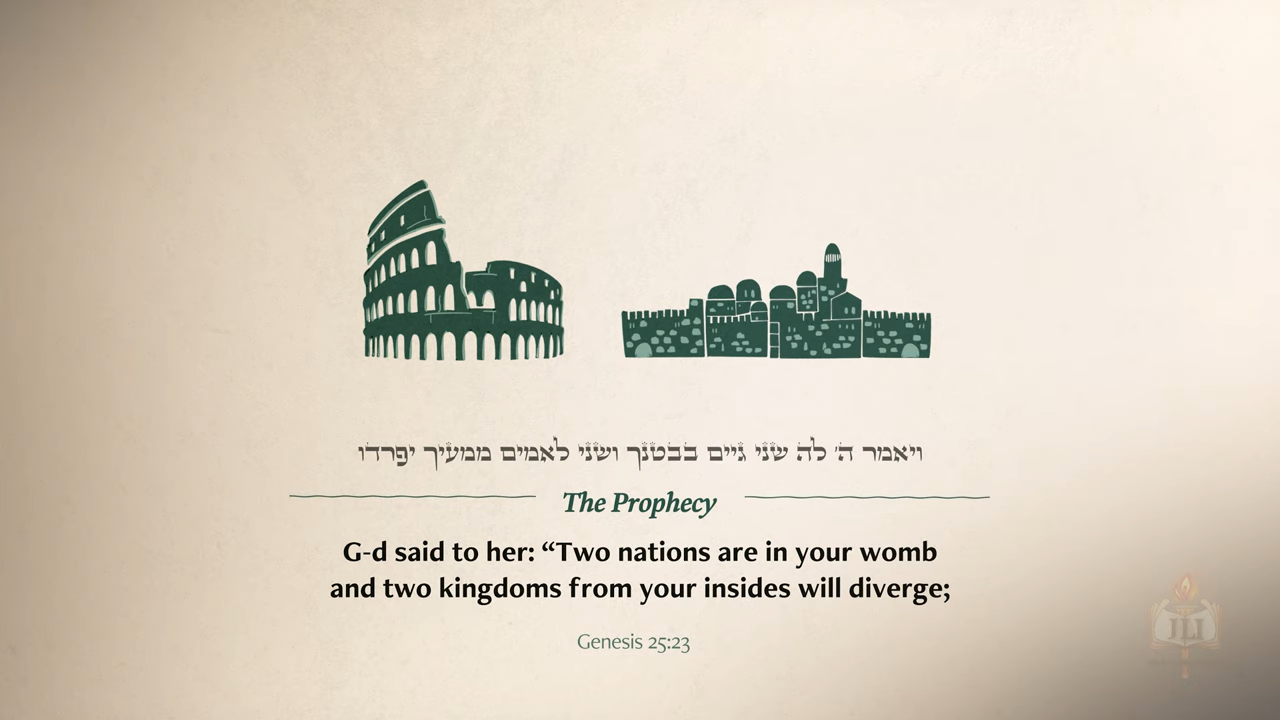 ויאמר ה׳ לה שני גיים בבטנך ושני לאמים ממעיך יפרדו
The Prophecy
G-d said to her: “Two nations are in your womb
and two kingdoms from your insides will diverge;
Genesis 25:23
JLI